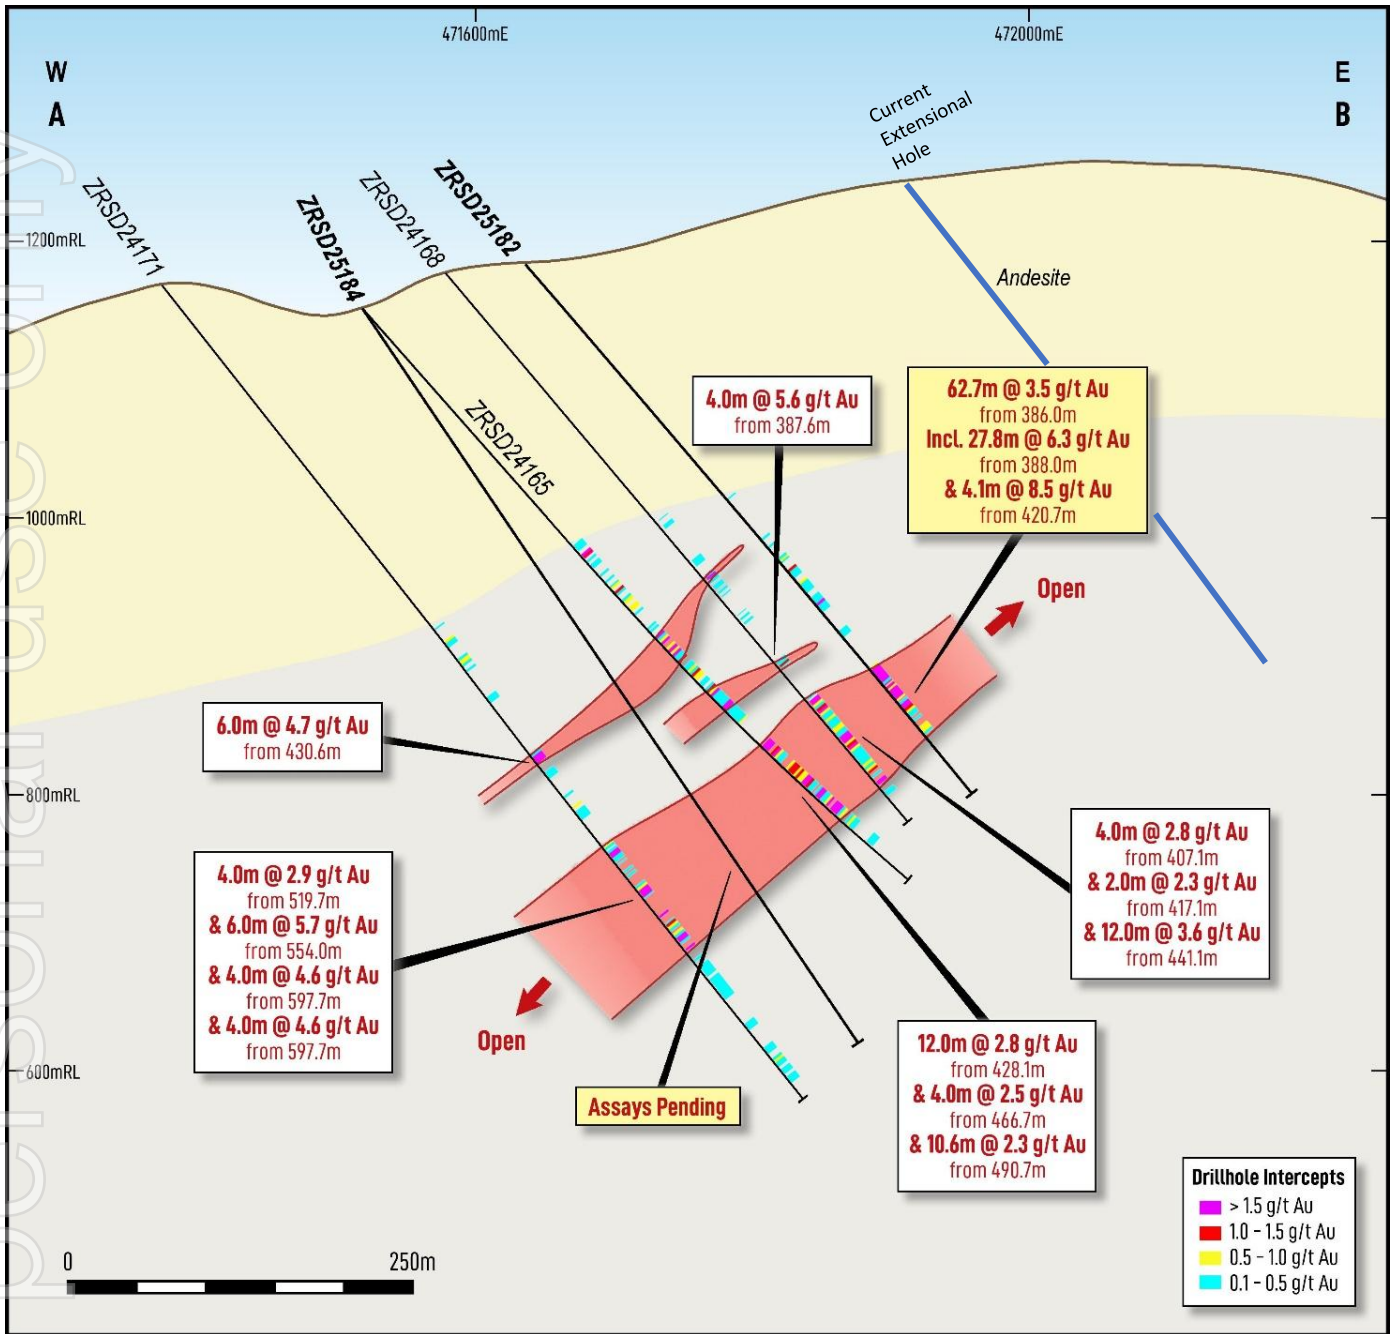 471600mE
472000mE
W
A
E
B
Current
Extensional
Hole
ZRSD24171
ZRSD25184
ZRSD24168
ZRSD25182
1200mRL
Andesite
ZRSD24165
4.0m @ 5.6 g/t Au
from 387.6m
62.7m @ 3.5 g/t Au
from 386.0m
Incl. 27.8m @ 6.3 g/t Au
from 388.0m
& 4.1m @ 8.5 g/t Au
from 420.7m
1000mRL
Open
6.0m @ 4.7 g/t Au
from 430.6m
800mRL
4.0m @ 2.8 g/t Au
from 407.1m
& 2.0m @ 2.3 g/t Au
from 417.1m
& 12.0m @ 3.6 g/t Au
from 441.1m
4.0m @ 2.9 g/t Au
from 519.7m
& 6.0m @ 5.7 g/t Au
from 554.0m
& 4.0m @ 4.6 g/t Au
from 597.7m
& 4.0m @ 4.6 g/t Au
from 597.7m
Open
600mRL
Assays Pending
12.0m @ 2.8 g/t Au
from 428.1m
& 4.0m @ 2.5 g/t Au
from 466.7m
& 10.6m @ 2.3 g/t Au
from 490.7m
0
250m
Drillhole Intercepts
> 1.5 g/t Au
1.0 - 1.5 g/t Au
0.5 - 1.0 g/t Au
0.1 - 0.5 g/t Au